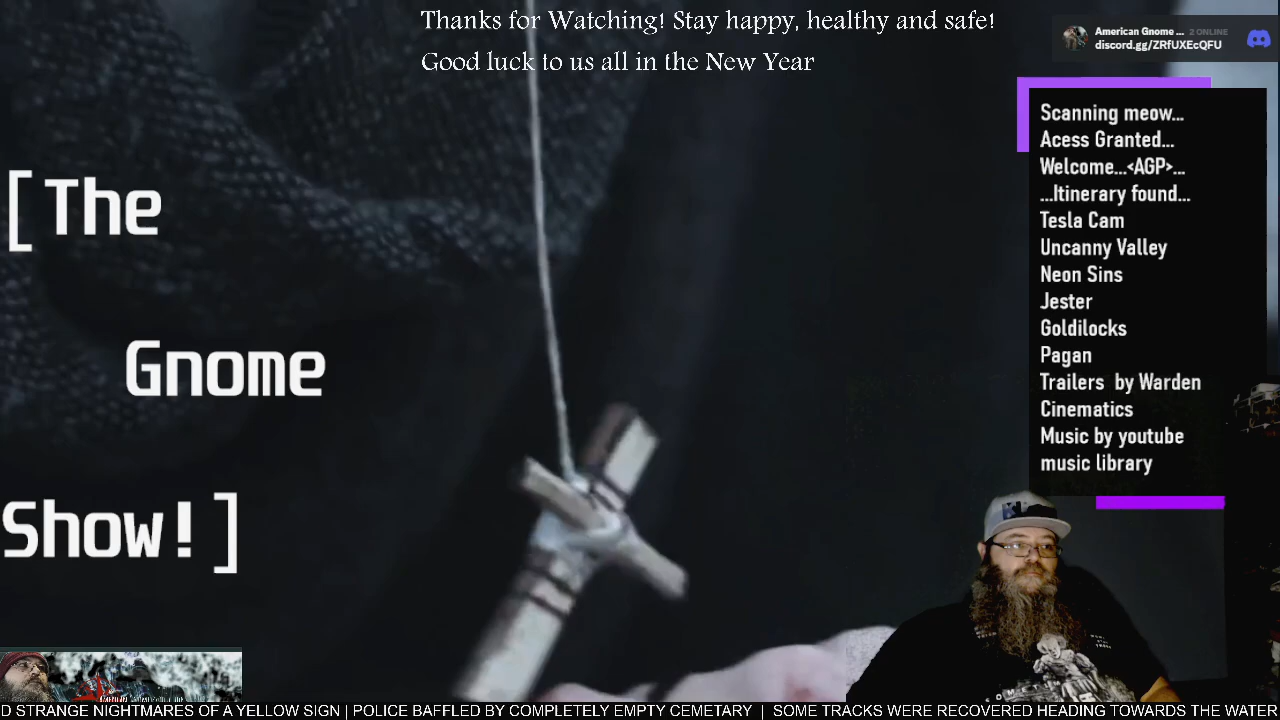 Thanks for Watching! Stay happy, healthy and safe!
Good luck to us all in the New Year
American Gnome ... 2 ONLINE
discord.gg/ZRfUXEcQFU
[The
Gnome
Show!]
Scanning meow...
Acess Granted...
Welcome...<AGP>...
...Itinerary found...
Tesla Cam
Uncanny Valley
Neon Sins
Jester
Goldilocks
Pagan
Trailers by Warden
Cinematics
Music by youtube
music library
D STRANGE NIGHTMARES OF A YELLOW SIGN | POLICE BAFFLED BY COMPLETELY EMPTY CEMETARY | SOME TRACKS WERE RECOVERED HEADING TOWARDS THE WATER